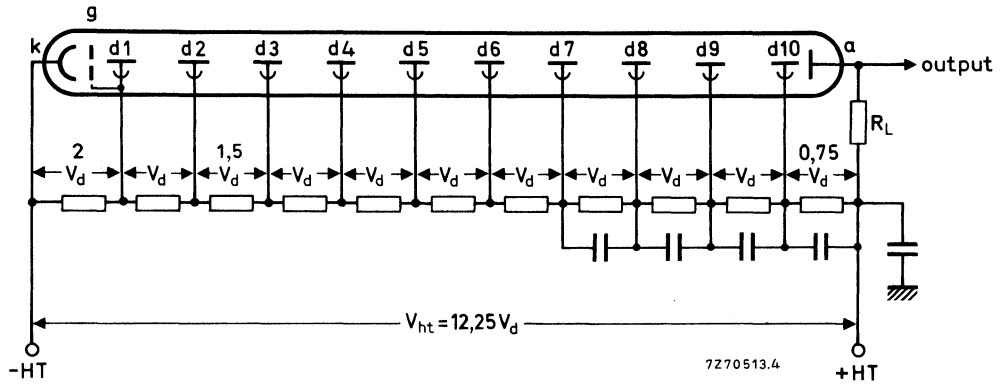 g
k d1 d2 d3 d4 d5 d6 d7 d8 d9 d10 a
output
R_L
2 1,5 0,75
V_d V_d V_d V_d V_d V_d V_d V_d V_d V_d V_d
V_ht = 12,25 V_d
-HT 7Z70513.4 +HT